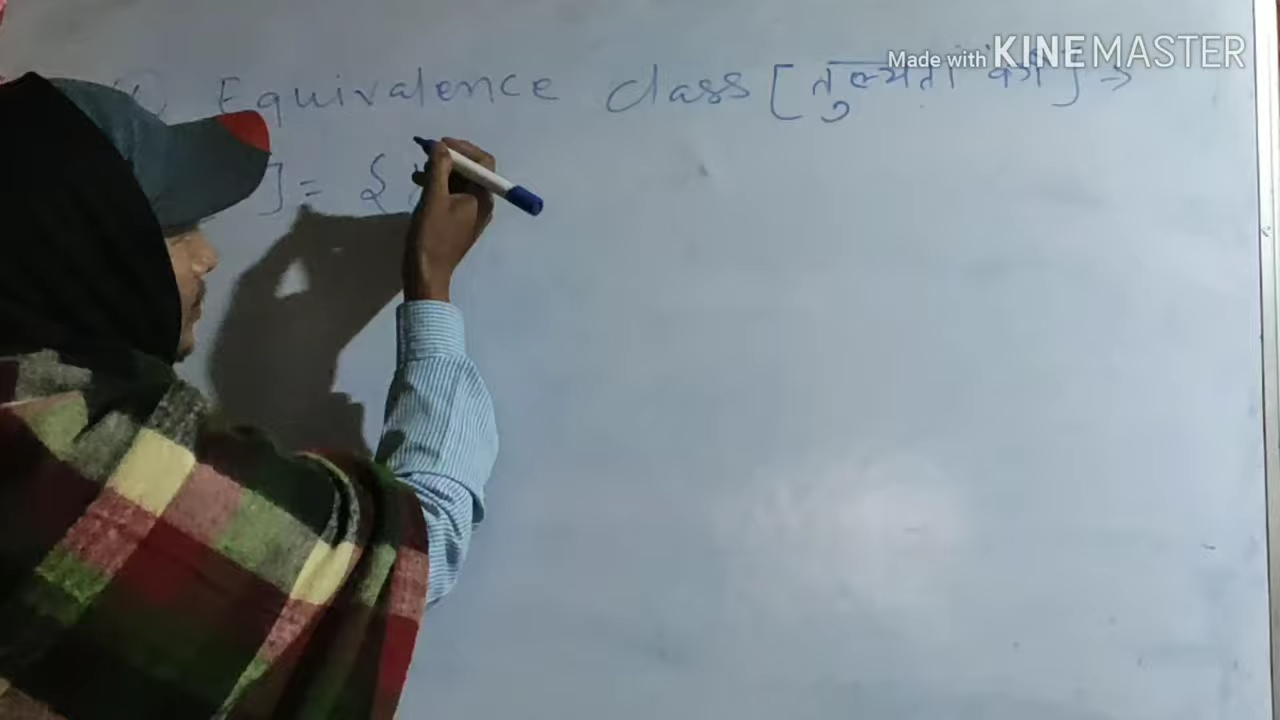 Made with KINEMASTER
Equivalence class [तुल्यता वर्ग] →
] = {